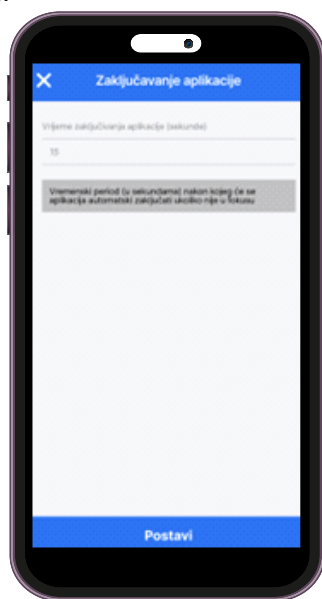 Zaključavanje aplikacije
Vrijeme zaključivanja aplikacije (sekunde)
15
Vremenski period (u sekundama) nakon kojeg će se
aplikacija automatski zaključati ukoliko nije u fokusu
Postavi